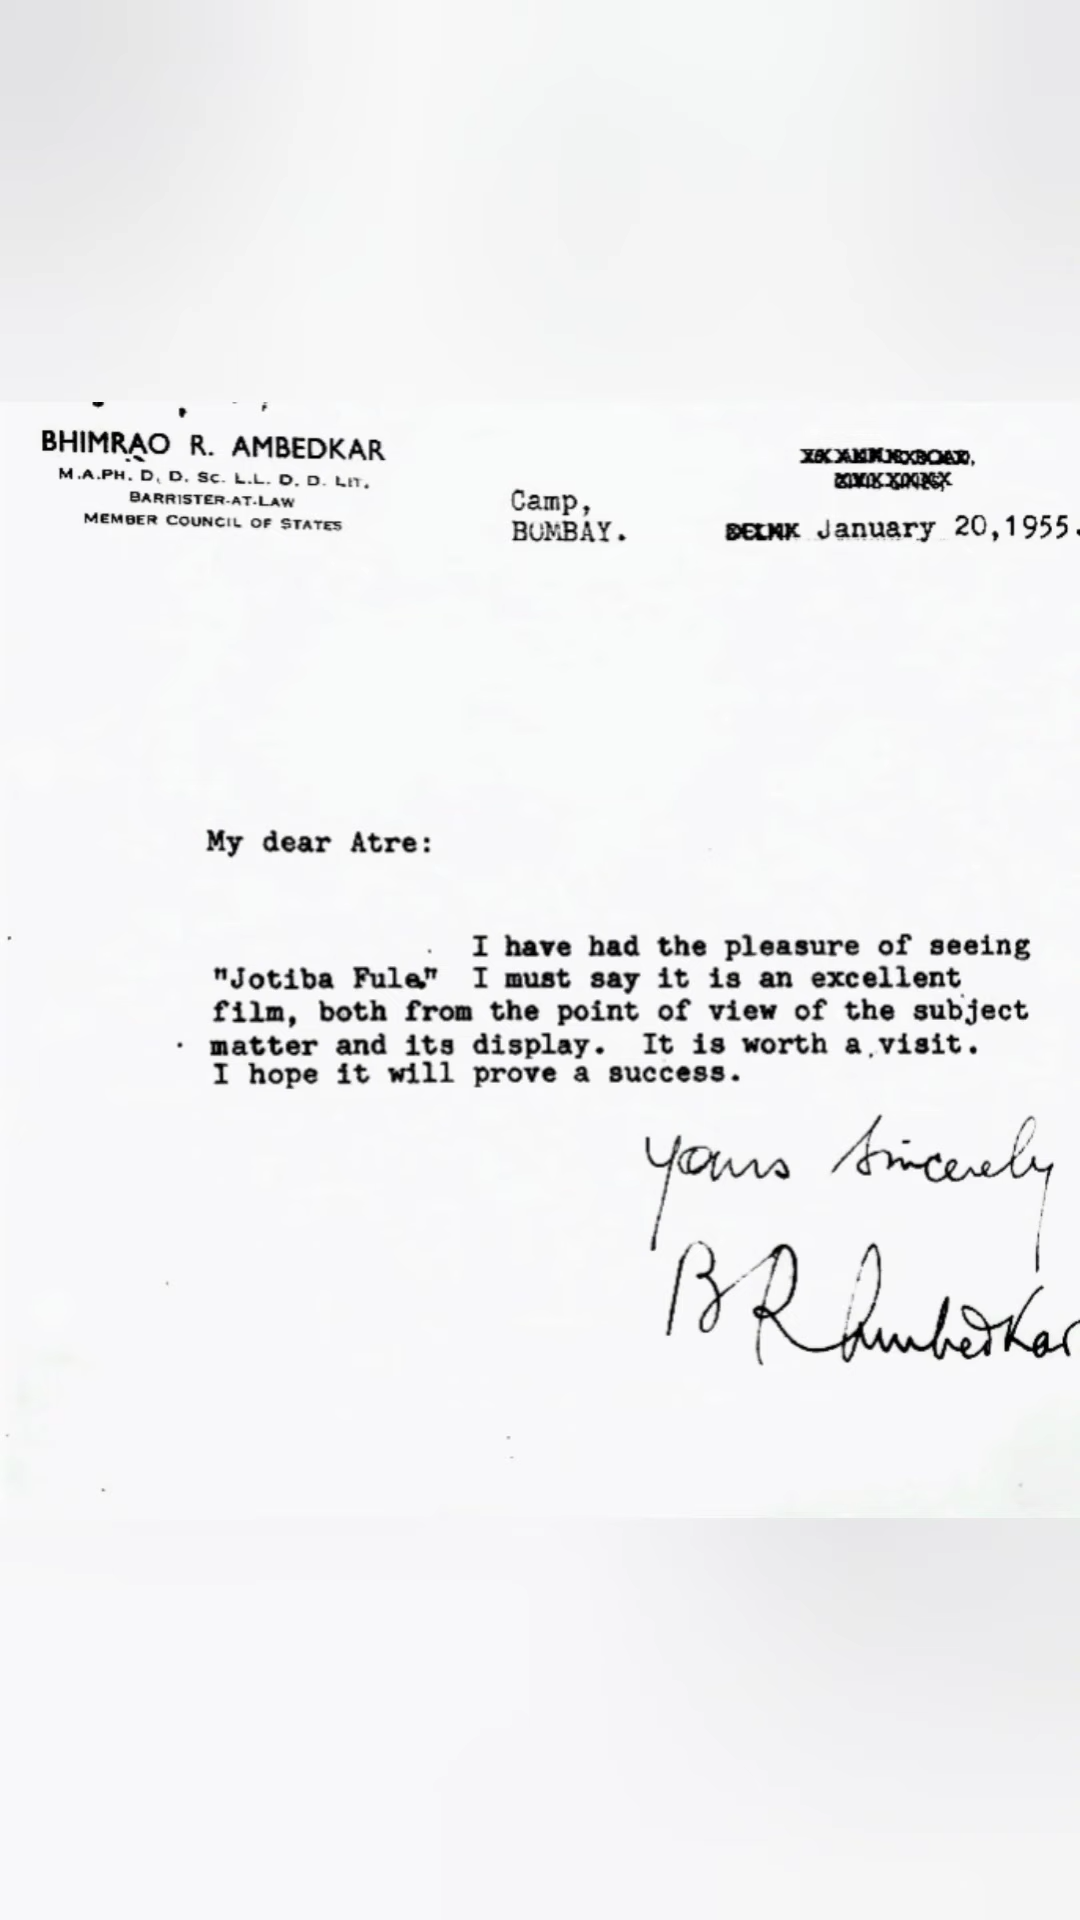 BHIMRAO R. AMBEDKAR
M.A.PH. D, D. SC. L.L. D. D. LIT.
BARRISTER-AT-LAW
MEMBER COUNCIL OF STATES
Camp,
BOMBAY.
January 20,1955.
My dear Atre:
I have had the pleasure of seeing
"Jotiba Fule." I must say it is an excellent
film, both from the point of view of the subject
matter and its display. It is worth a visit.
I hope it will prove a success.
Yours Sincerely
B R Ambedkar